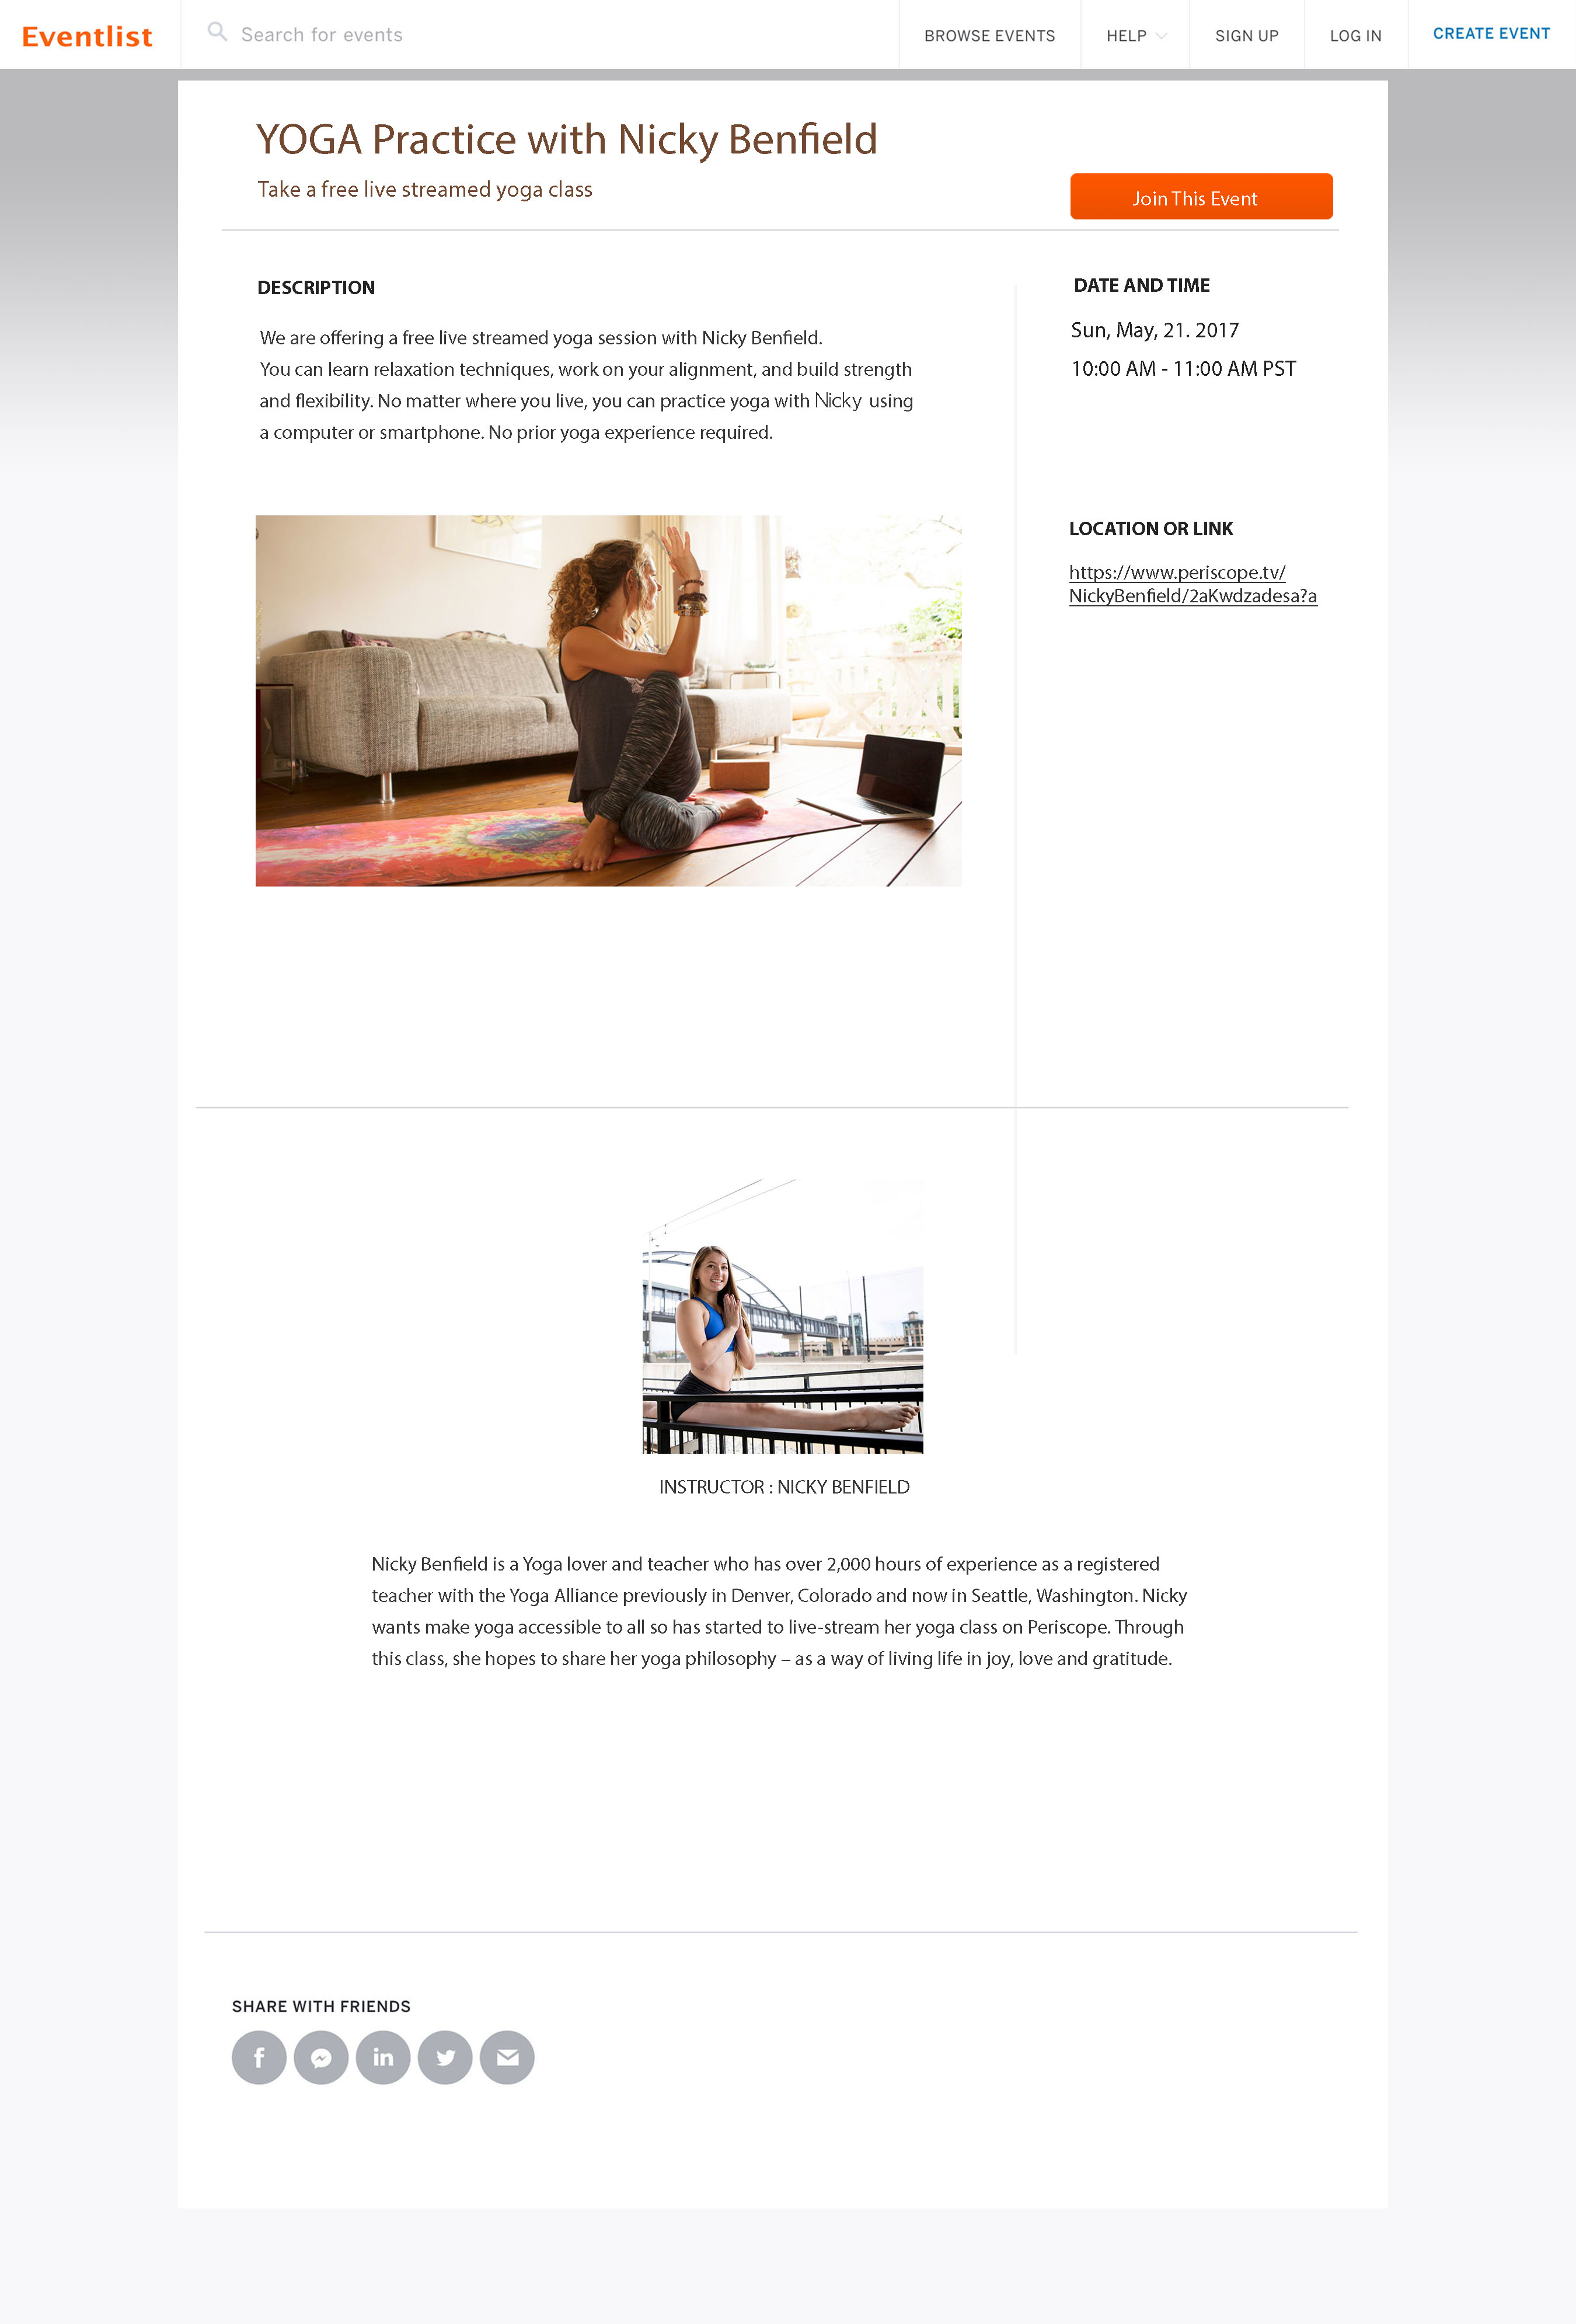 Eventlist
Search for events
BROWSE EVENTS
HELP
SIGN UP
LOG IN
CREATE EVENT
YOGA Practice with Nicky Benfield
Take a free live streamed yoga class
Join This Event
DESCRIPTION
We are offering a free live streamed yoga session with Nicky Benfield.
You can learn relaxation techniques, work on your alignment, and build strength
and flexibility. No matter where you live, you can practice yoga with Nicky using
a computer or smartphone. No prior yoga experience required.
DATE AND TIME
Sun, May, 21. 2017
10:00 AM - 11:00 AM PST
LOCATION OR LINK
https://www.periscope.tv/
NickyBenfield/2aKwdzadesa?a
INSTRUCTOR : NICKY BENFIELD
Nicky Benfield is a Yoga lover and teacher who has over 2,000 hours of experience as a registered
teacher with the Yoga Alliance previously in Denver, Colorado and now in Seattle, Washington. Nicky
wants make yoga accessible to all so has started to live-stream her yoga class on Periscope. Through
this class, she hopes to share her yoga philosophy – as a way of living life in joy, love and gratitude.
SHARE WITH FRIENDS